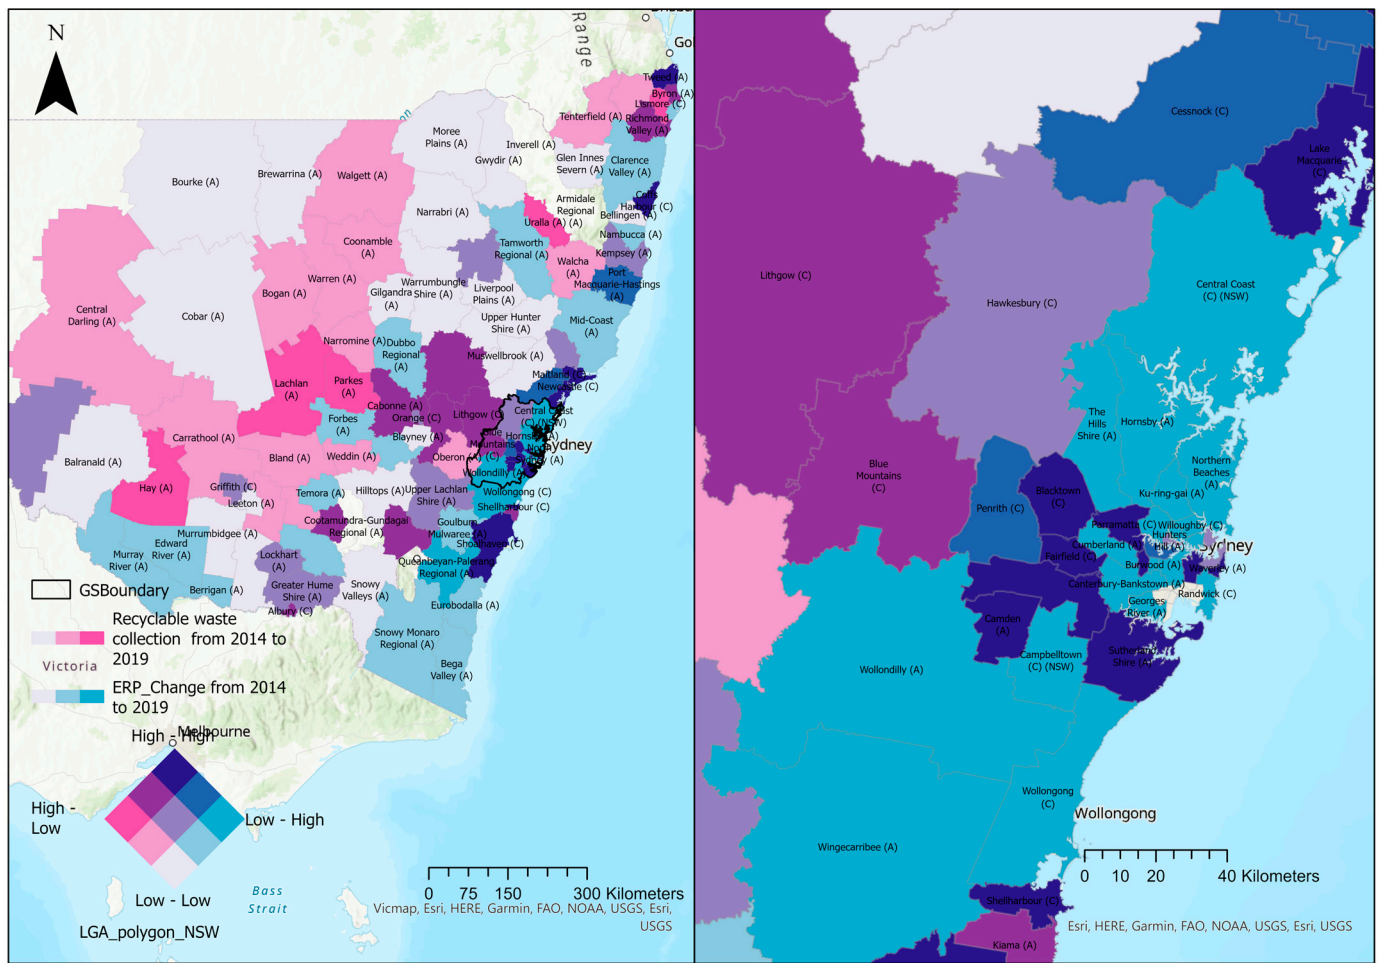 N
Range
Go
Tweed (A)
Byron (A)
Lismore (C)
Tenterfield (A)
Richmond
Valley (A)
Moree
Plains (A)
Inverell (A)
Gwydir (A)
Glen Innes
Severn (A)
Clarence
Valley (A)
Bourke (A)
Brewarrina (A)
Walgett (A)
Narrabri (A)
Armidale
Regional
(A)
Coffs
Harbour (C)
Bellingen (A)
Uralla (A)
Nambucca (A)
Coonamble
(A)
Tamworth
Regional (A)
Walcha
(A)
Kempsey (A)
Port
Macquarie-Hastings
(A)
Warren (A)
Warrumbungle
Shire (A)
Gilgandra
(A)
Liverpool
Plains (A)
Bogan (A)
Central
Darling (A)
Cobar (A)
Upper Hunter
Shire (A)
Mid-Coast
(A)
Narromine (A)
Dubbo
Regional
(A)
Muswellbrook (A)
Maitland (C)
Newcastle (C)
Lachlan
(A)
Parkes
(A)
Cabonne (A)
Orange (C)
Lithgow (C)
Central Coast
(C) (NSW)
Forbes
(A)
Blayney (A)
Blue
Mountains
(C)
Hornsby (A)
Sydney
Carrathool (A)
Bland (A)
Weddin (A)
Oberon (A)
Wollondilly (A)
Balranald (A)
Hay (A)
Griffith (C)
Leeton (A)
Temora (A)
Hilltops (A)
Upper Lachlan
Shire (A)
Wollongong (C)
Shellharbour (C)
Cootamundra-Gundagai
Regional (A)
Goulburn
Mulwaree (A)
Shoalhaven (C)
Murrumbidgee (A)
Edward
River (A)
Murray
River (A)
Lockhart
(A)
Queanbeyan-Palerang
Regional (A)
Berrigan (A)
Greater Hume
Shire (A)
Albury (C)
Snowy
Valleys (A)
Eurobodalla (A)
Snowy Monaro
Regional (A)
Bega
Valley (A)
GSBoundary
Recyclable waste
collection from 2014 to
2019
Victoria
ERP_Change from 2014
to 2019
Melbourne
High - High
High -
Low
Low - High
Low - Low
Bass
Strait
LGA_polygon_NSW
0 75 150 300 Kilometers
Vicmap, Esri, HERE, Garmin, FAO, NOAA, USGS, Esri,
USGS
Cessnock (C)
Lake
Macquarie
(C)
Lithgow (C)
Hawkesbury (C)
Central Coast
(C) (NSW)
The
Hills
Shire (A)
Hornsby (A)
Blue
Mountains
(C)
Northern
Beaches
(A)
Ku-ring-gai (A)
Penrith (C)
Blacktown
(C)
Parramatta (C)
Willoughby (C)
Hunters
Hill (A)
Cumberland (A)
Sydney
Fairfield (C)
Burwood (A)
Waverley (A)
Canterbury-Bankstown (A)
Randwick (C)
Georges
River (A)
Camden
(A)
Campbelltown
(C) (NSW)
Sutherland
Shire (A)
Wollondilly (A)
Wollongong
(C)
Wollongong
Wingecarribee (A)
0 10 20 40 Kilometers
Shellharbour (C)
Kiama (A)
Esri, HERE, Garmin, FAO, NOAA, USGS, Esri, USGS